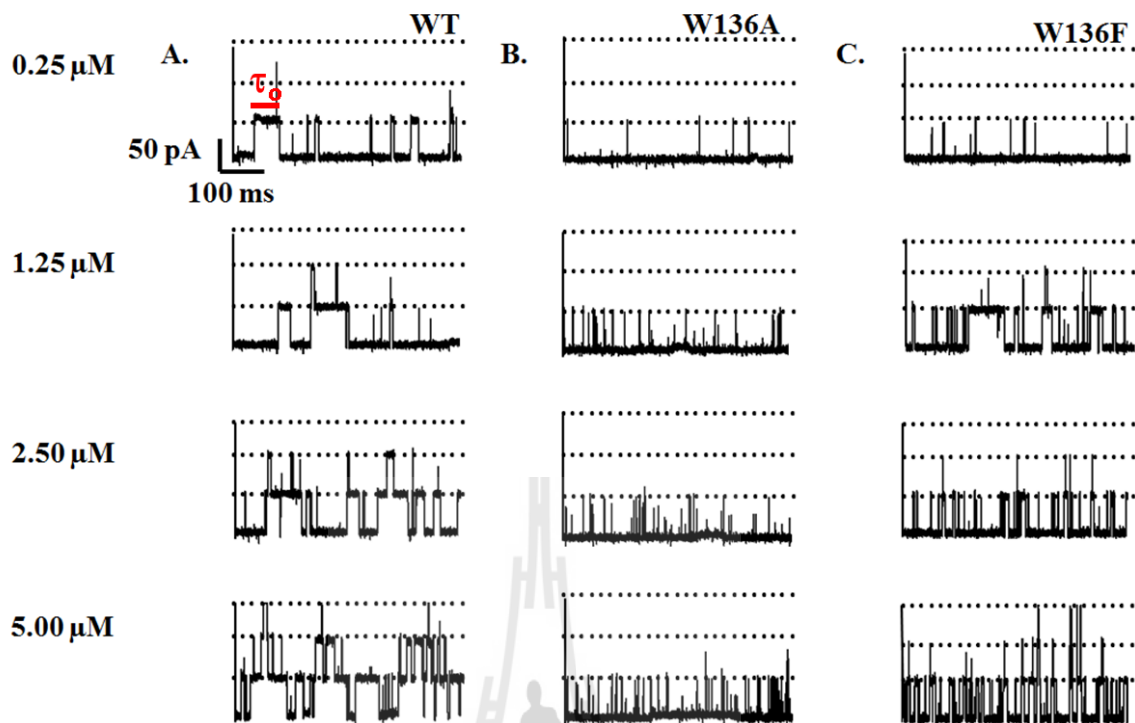 WT
W136A
W136F
A.
B.
C.
0.25 µM
τo
50 pA
100 ms
1.25 µM
2.50 µM
5.00 µM